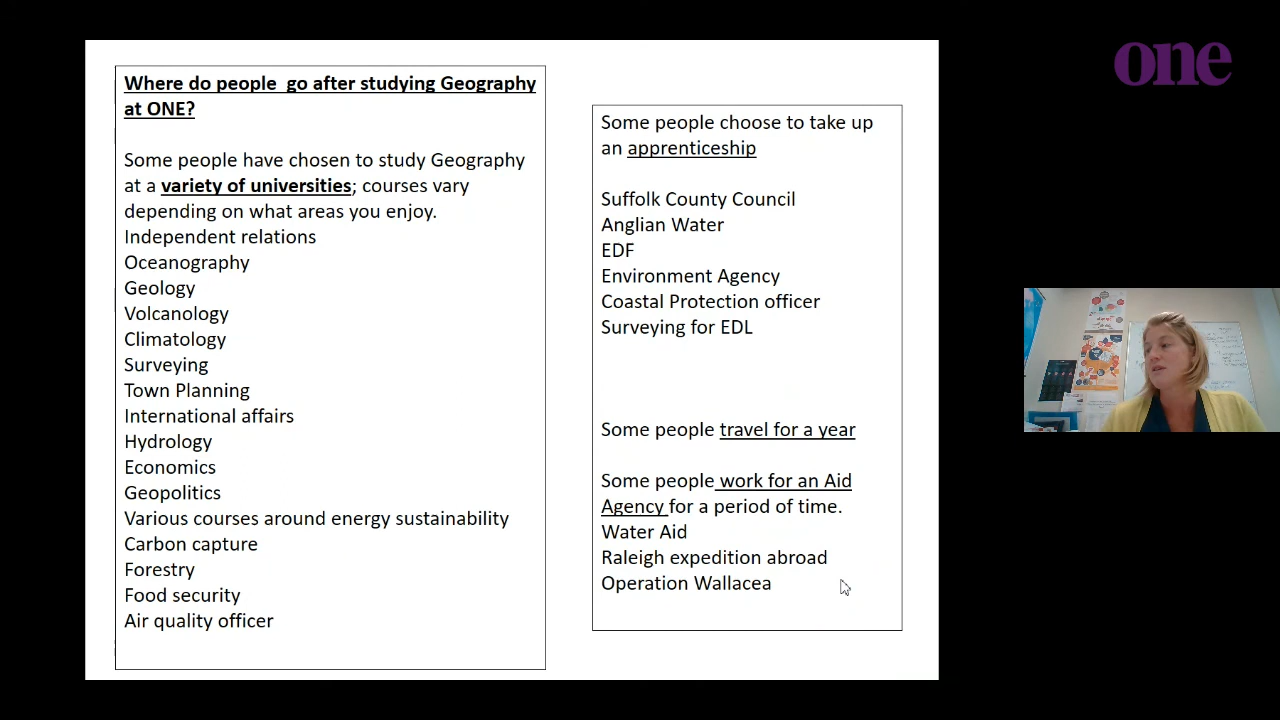 one
Where do people  go after studying Geography
at ONE?
Some people have chosen to study Geography
at a variety of universities; courses vary
depending on what areas you enjoy.
Independent relations
Oceanography
Geology
Volcanology
Climatology
Surveying
Town Planning
International affairs
Hydrology
Economics
Geopolitics
Various courses around energy sustainability
Carbon capture
Forestry
Food security
Air quality officer
Some people choose to take up
an apprenticeship
Suffolk County Council
Anglian Water
EDF
Environment Agency
Coastal Protection officer
Surveying for EDL
Some people travel for a year
Some people work for an Aid
Agency for a period of time.
Water Aid
Raleigh expedition abroad
Operation Wallacea